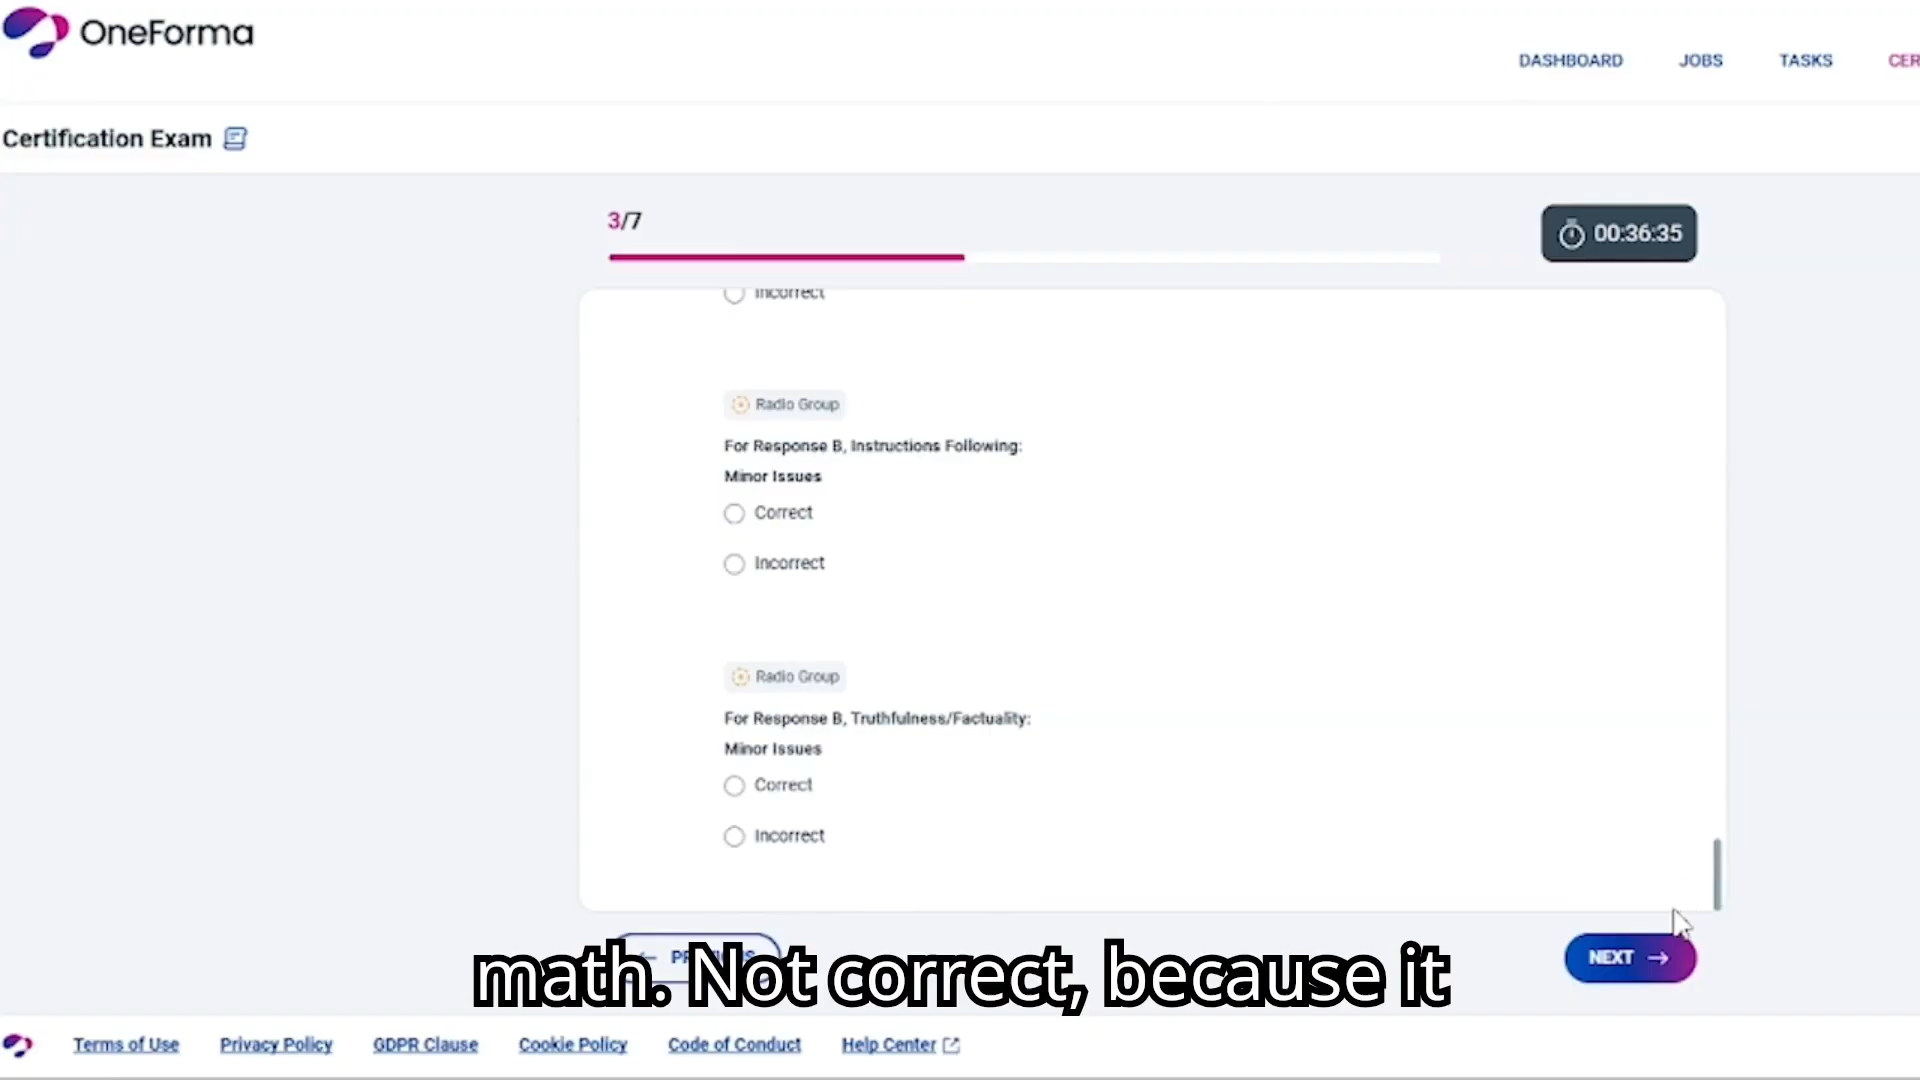 OneForma
DASHBOARD JOBS TASKS CER
Certification Exam
3/7
00:36:35
Incorrect
Radio Group
For Response B, Instructions Following:
Minor Issues
Correct
Incorrect
Radio Group
For Response B, Truthfulness/Factuality:
Minor Issues
Correct
Incorrect
NEXT
math. Not correct, because it
Terms of Use Privacy Policy GDPR Clause Cookie Policy Code of Conduct Help Center